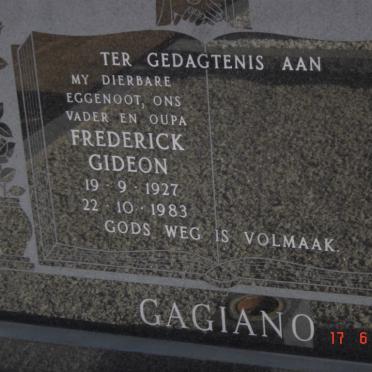 TER GEDAGTENIS AAN
MY DIERBARE
EGGENOOT, ONS
VADER EN OUPA
FREDERICK
GIDEON
19 · 9 · 1927
22 · 10 · 1983
GODS WEG IS VOLMAAK.
GAGIANO
17 6